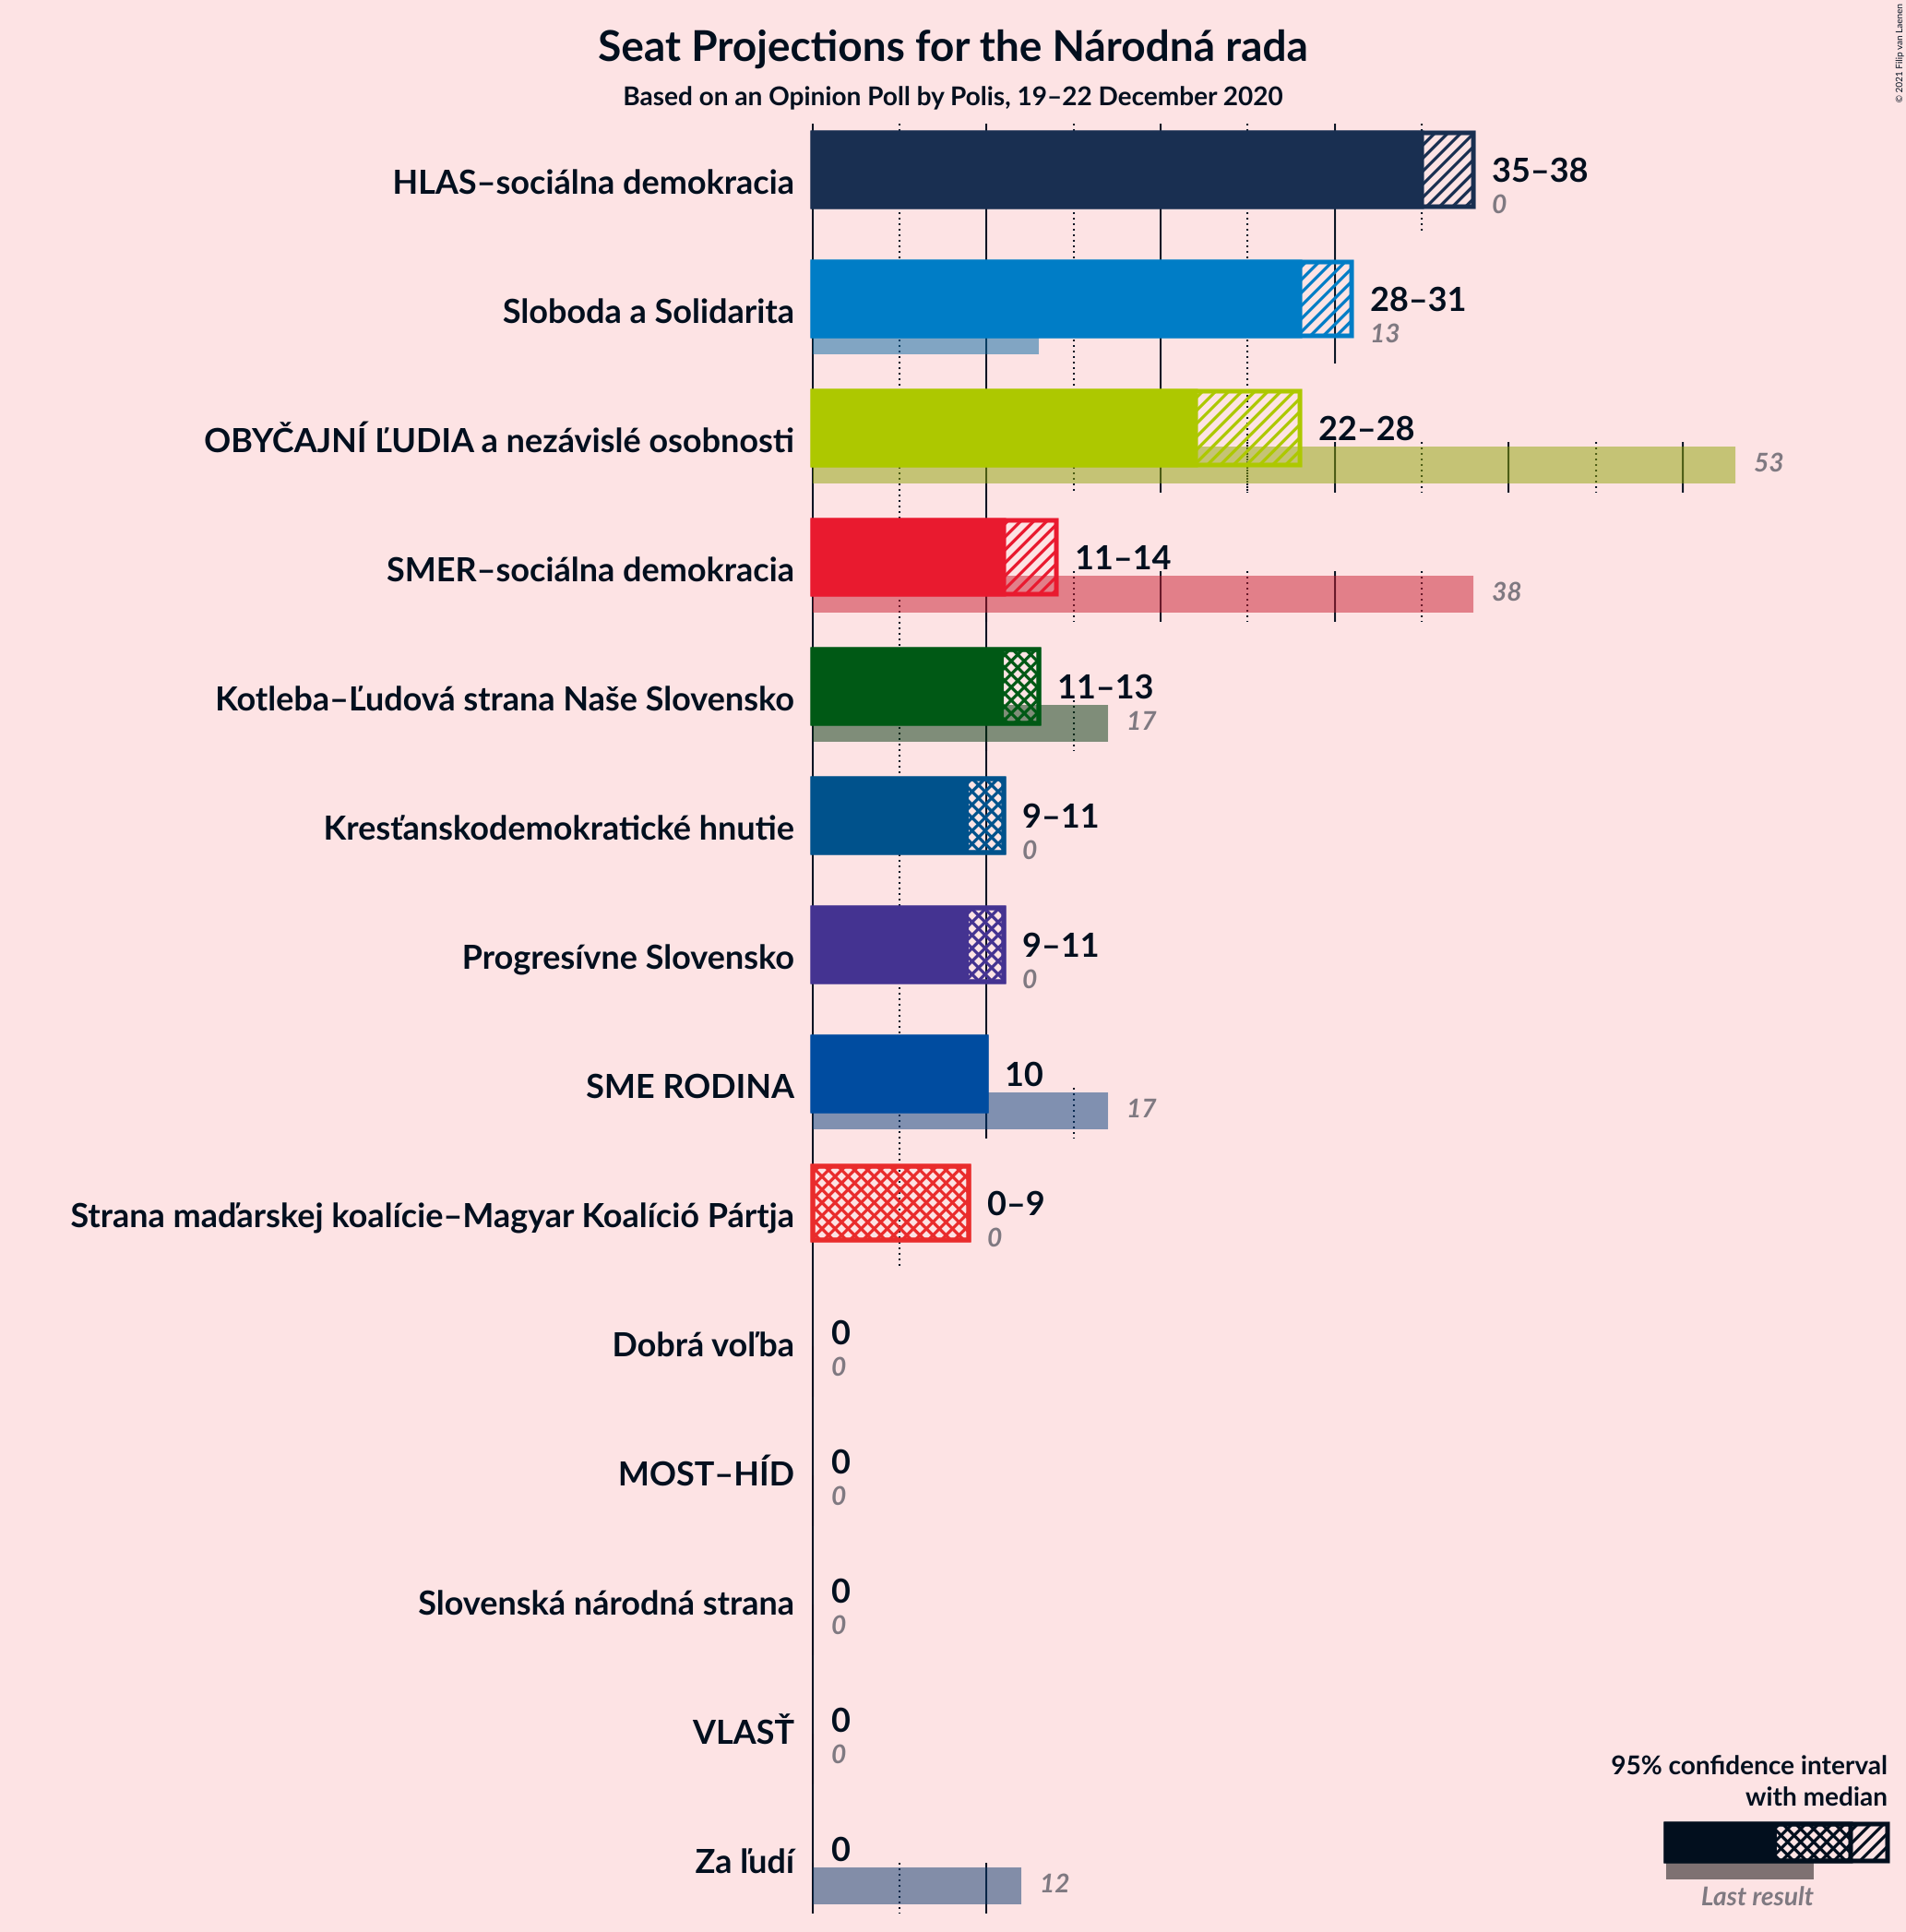 Seat Projections for the Národná rada
Based on an Opinion Poll by Polis, 19–22 December 2020
© 2021 Filip van Laenen
HLAS–sociálna demokracia
35–38
0
Sloboda a Solidarita
28–31
13
OBYČAJNÍ ĽUDIA a nezávislé osobnosti
22–28
53
SMER–sociálna demokracia
11–14
38
Kotleba–Ľudová strana Naše Slovensko
11–13
17
Kresťanskodemokratické hnutie
9–11
0
Progresívne Slovensko
9–11
0
SME RODINA
10
17
Strana maďarskej koalície–Magyar Koalíció Pártja
0–9
0
Dobrá voľba
0
0
MOST–HÍD
0
0
Slovenská národná strana
0
0
VLASŤ
0
0
Za ľudí
0
12
95% confidence interval
with median
Last result